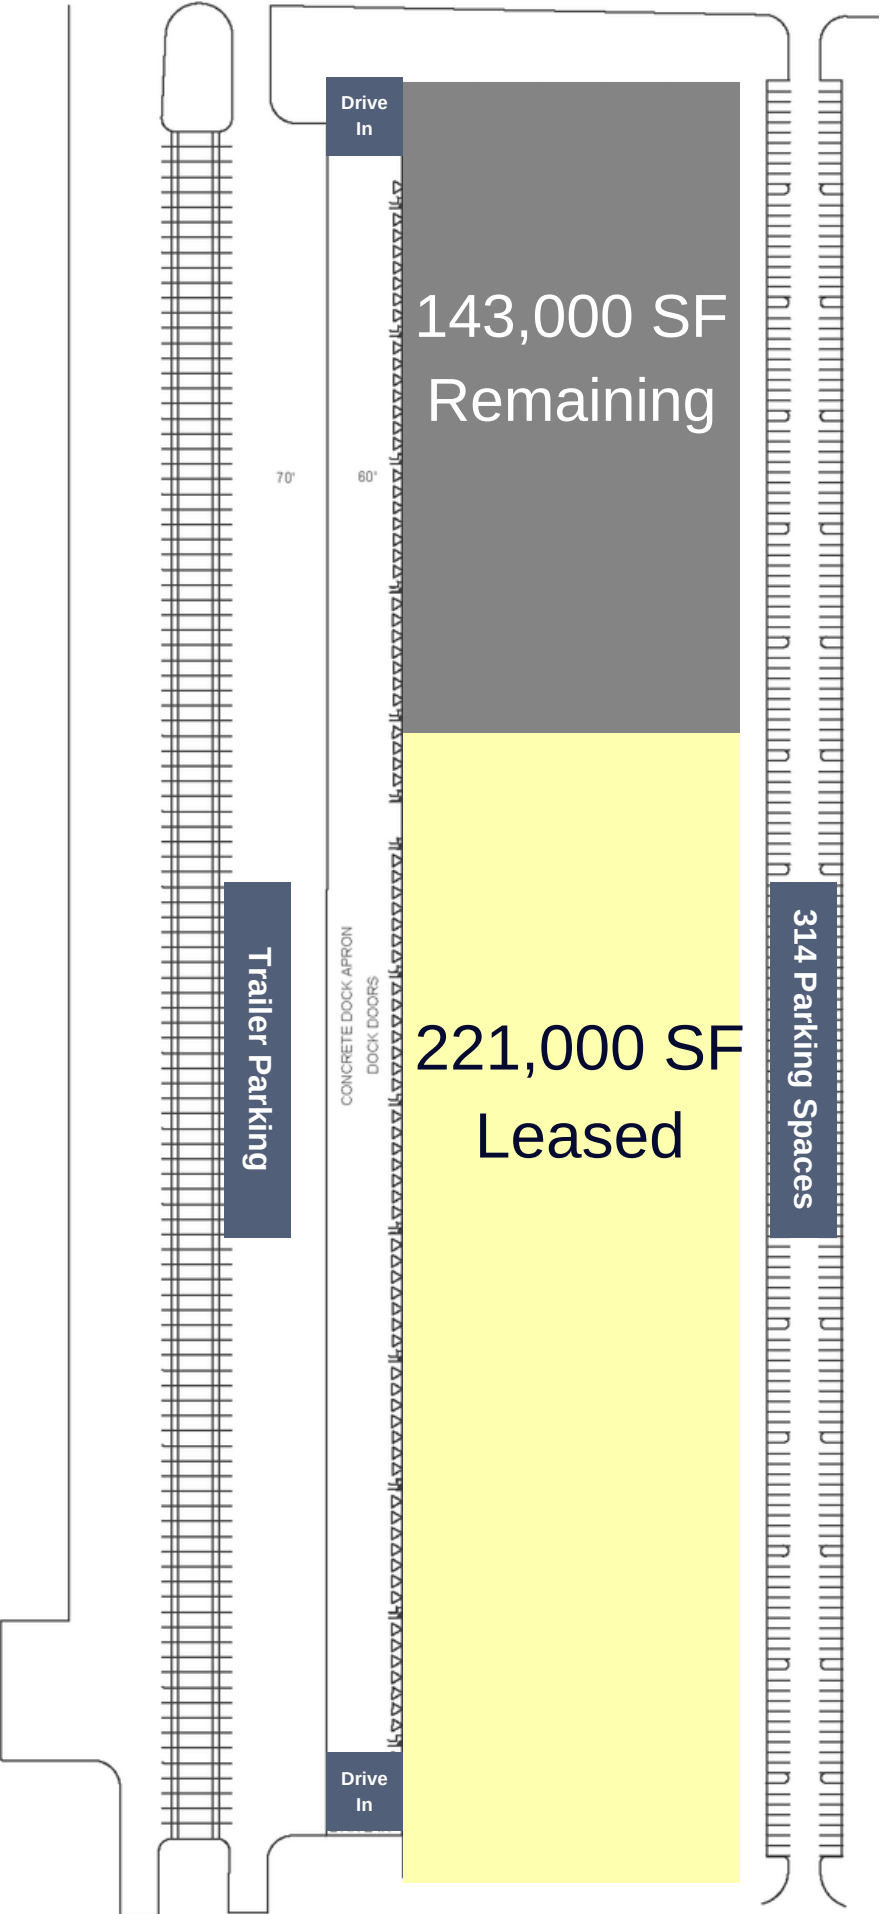 Drive
In
143,000 SF
Remaining
70'
60'
Trailer Parking
CONCRETE DOCK APRON
DOCK DOORS
221,000 SF
Leased
314 Parking Spaces
Drive
In